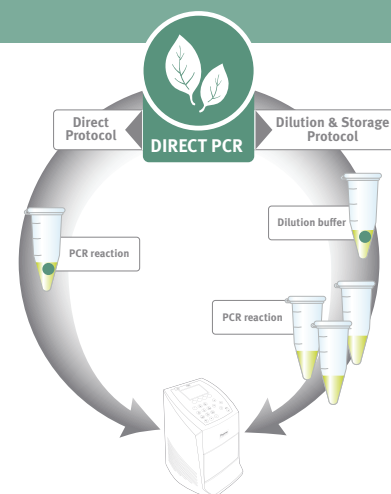 Direct
Protocol
DIRECT PCR
Dilution & Storage
Protocol
Dilution buffer
PCR reaction
PCR reaction